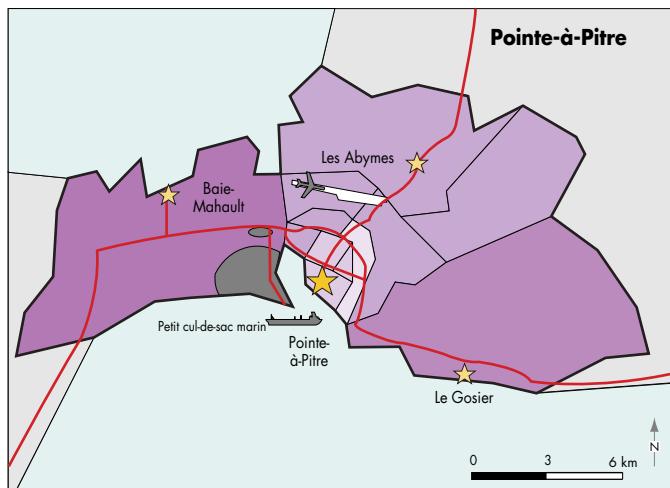 Pointe-à-Pitre
Les Abymes
Baie-
Mahault
Petit cul-de-sac marin
Pointe-
à-Pitre
Le Gosier
N
0 3 6 km